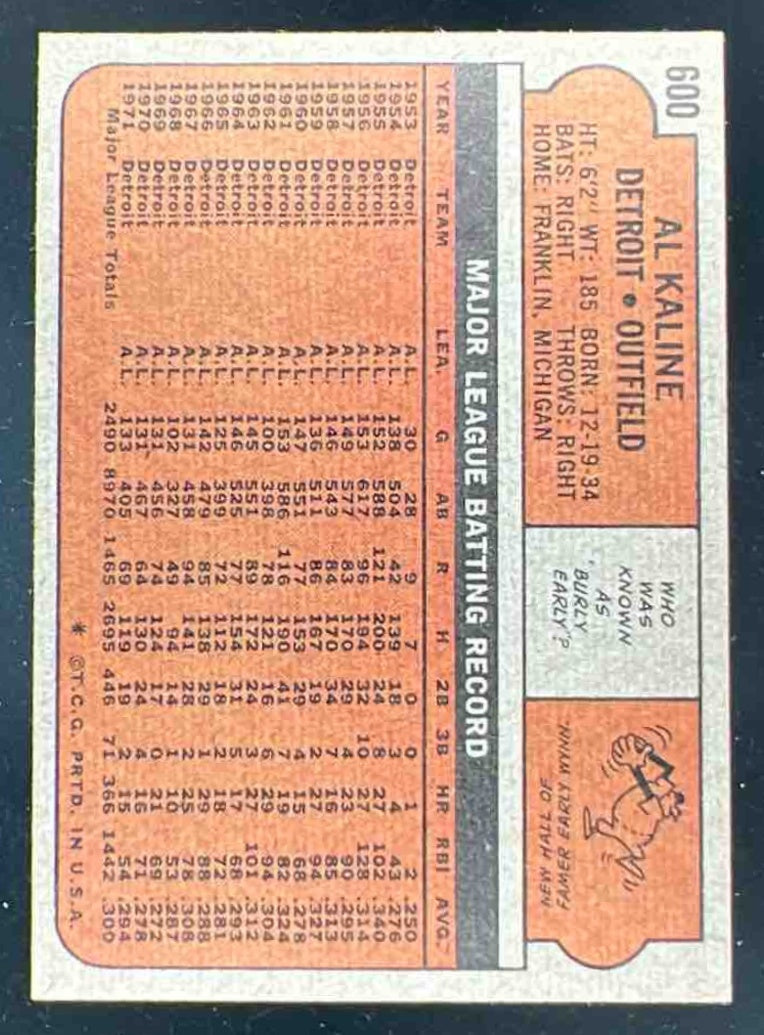 600
AL KALINE
DETROIT • OUTFIELD
HT: 6'2" WT: 185 BORN: 12-19-34
BATS: RIGHT THROWS: RIGHT
HOME: FRANKLIN, MICHIGAN
WHO
WAS
KNOWN
AS
'BURLY
EARLY'?
NEW HALL OF
FAMER EARLY WYNN.
MAJOR LEAGUE BATTING RECORD
YEAR TEAM LEA. G AB R H 2B 3B HR RBI AVG.
1953 Detroit A.L. 30 28 9 7 0 0 1 2 .250
1954 Detroit A.L. 138 504 42 139 18 3 4 43 .276
1955 Detroit A.L. 152 588 121 200 24 8 27 102 .340
1956 Detroit A.L. 153 617 96 194 32 10 27 128 .314
1957 Detroit A.L. 149 577 83 170 29 4 23 90 .295
1958 Detroit A.L. 146 543 84 170 34 7 16 85 .313
1959 Detroit A.L. 136 511 86 167 19 2 27 94 .327
1960 Detroit A.L. 147 551 77 153 29 4 15 68 .278
1961 Detroit A.L. 153 586 116 190 41 7 19 82 .324
1962 Detroit A.L. 100 398 78 121 16 6 29 94 .304
1963 Detroit A.L. 145 551 89 172 24 3 27 101 .312
1964 Detroit A.L. 146 525 77 154 31 5 17 68 .293
1965 Detroit A.L. 125 399 72 112 18 2 18 72 .281
1966 Detroit A.L. 142 479 85 138 29 1 29 88 .288
1967 Detroit A.L. 131 458 94 141 28 2 25 78 .308
1968 Detroit A.L. 102 327 49 94 14 1 10 53 .287
1969 Detroit A.L. 131 456 74 124 17 0 21 69 .272
1970 Detroit A.L. 131 467 64 130 24 4 16 71 .278
1971 Detroit A.L. 133 405 69 119 19 2 15 54 .294
Major League Totals 2490 8970 1465 2695 446 71 366 1442 .300
* ©T.C.G. PRTD. IN U.S.A.